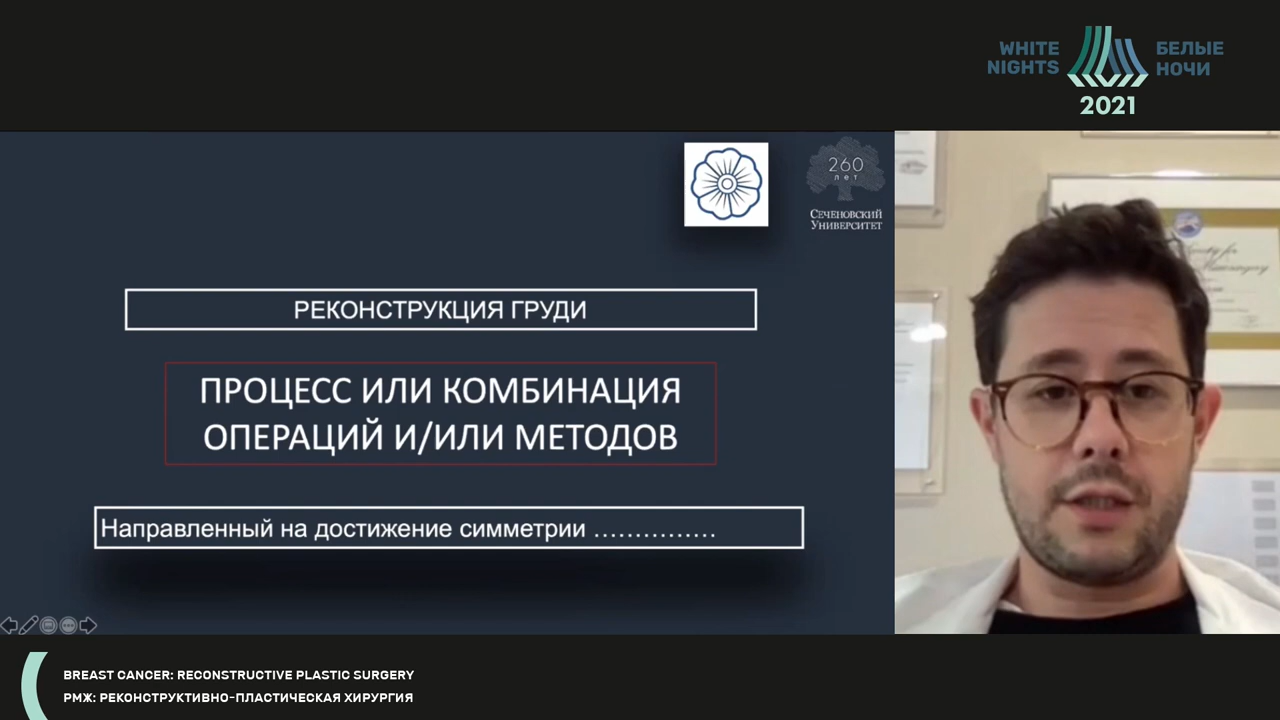 WHITE NIGHTS
БЕЛЫЕ НОЧИ
2021
260
лет
Сеченовский
Университет
РЕКОНСТРУКЦИЯ ГРУДИ
ПРОЦЕСС ИЛИ КОМБИНАЦИЯ
ОПЕРАЦИЙ И/ИЛИ МЕТОДОВ
Направленный на достижение симметрии ……………
BREAST CANCER: RECONSTRUCTIVE PLASTIC SURGERY
РМЖ: РЕКОНСТРУКТИВНО-ПЛАСТИЧЕСКАЯ ХИРУРГИЯ